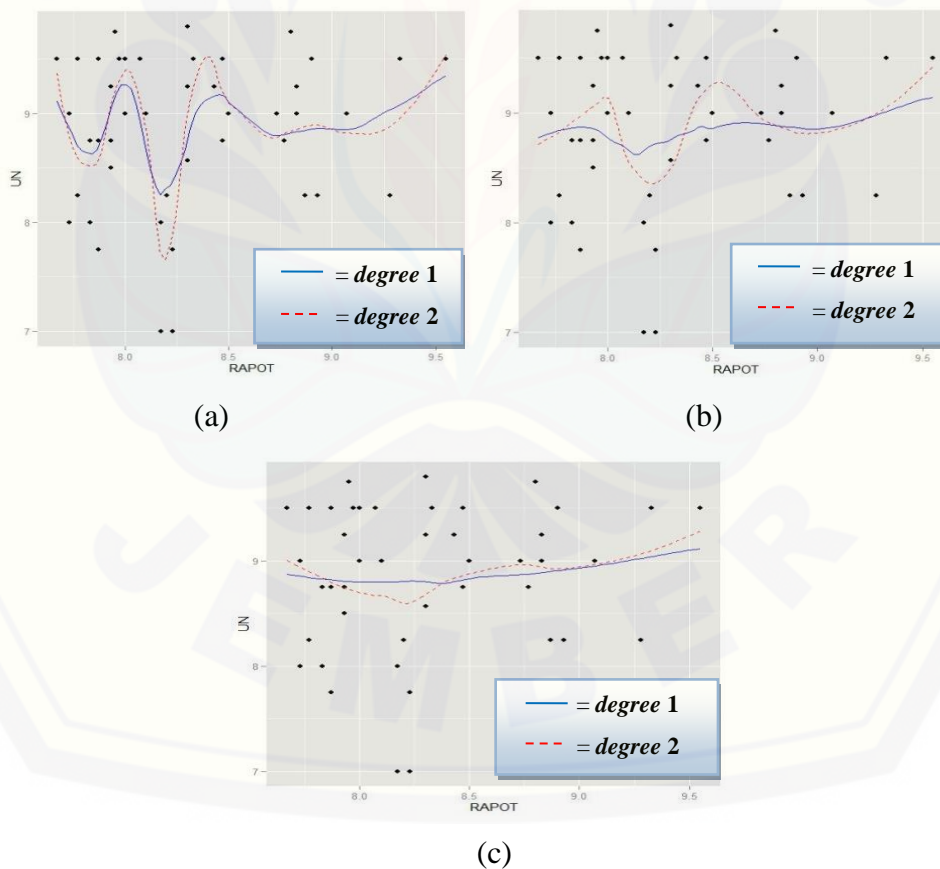 UN
9
8
7
8.0 8.5 9.0 9.5
RAPOT
= degree 1
= degree 2
(a)
UN
9
8
7
8.0 8.5 9.0 9.5
RAPOT
= degree 1
= degree 2
(b)
UN
9
8
7
8.0 8.5 9.0 9.5
RAPOT
= degree 1
= degree 2
(c)
JEMBER